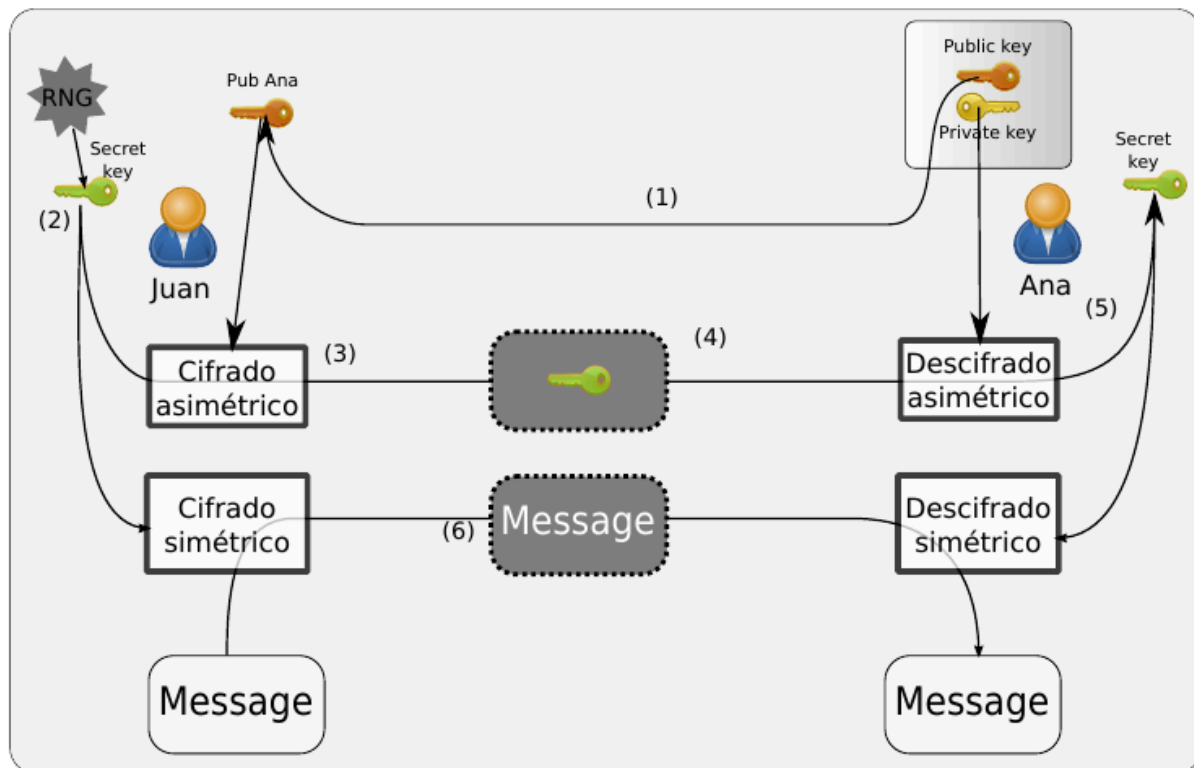 Public key
Pub Ana
RNG
Private key
Secret
key
Secret
key
(1)
(2)
Juan
Ana
(5)
(3)
(4)
Cifrado
asimétrico
Descifrado
asimétrico
Cifrado
simétrico
(6)
Message
Descifrado
simétrico
Message
Message